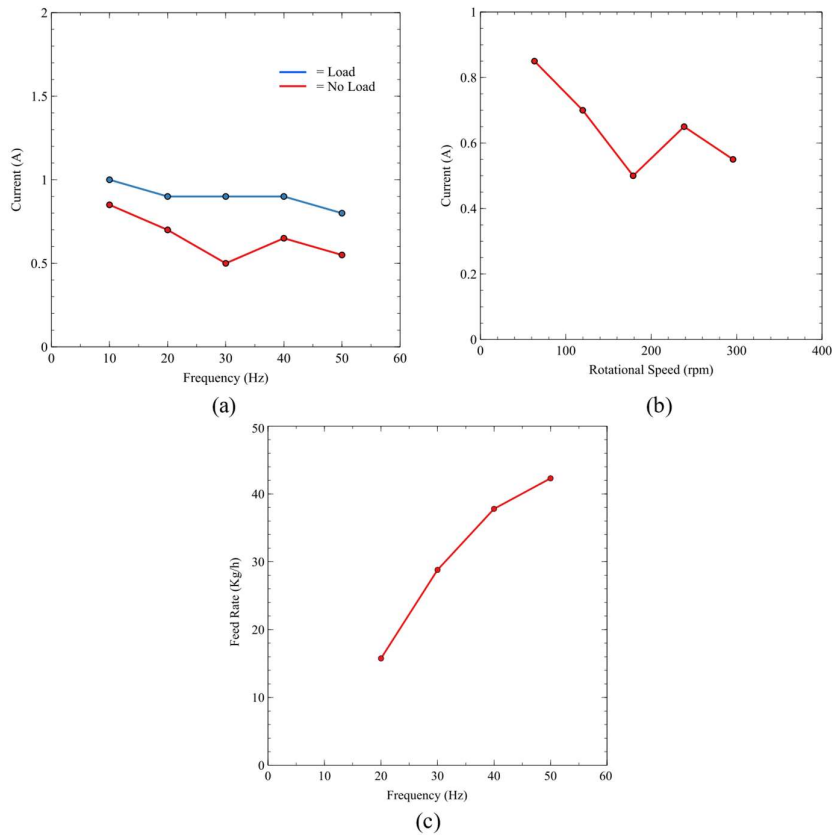 2
1.5
1
0.5
0
= Load
= No Load
Current (A)
0 10 20 30 40 50 60
Frequency (Hz)
(a)
1
0.8
0.6
0.4
0.2
0
Current (A)
0 100 200 300 400
Rotational Speed (rpm)
(b)
50
40
30
20
10
0
Feed Rate (Kg/h)
0 10 20 30 40 50 60
Frequency (Hz)
(c)